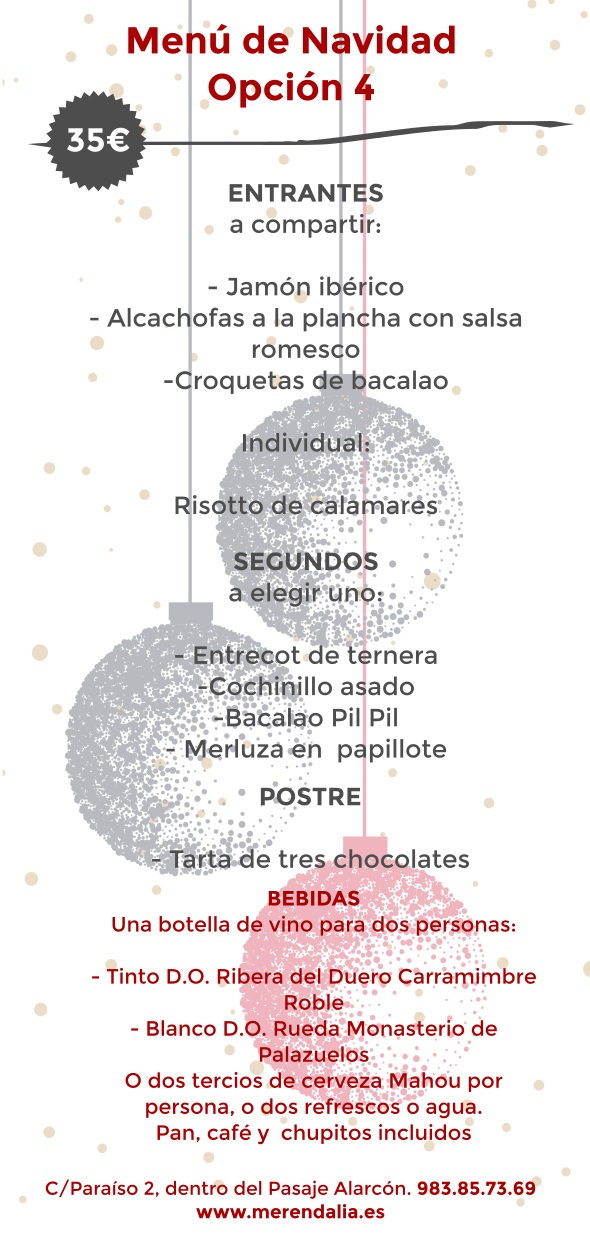 Menú de Navidad
Opción 4
35€
ENTRANTES
a compartir:
- Jamón ibérico
- Alcachofas a la plancha con salsa
romesco
-Croquetas de bacalao
Individual:
Risotto de calamares
SEGUNDOS
a elegir uno:
- Entrecot de ternera
-Cochinillo asado
-Bacalao Pil Pil
- Merluza en  papillote
POSTRE
- Tarta de tres chocolates
BEBIDAS
Una botella de vino para dos personas:
- Tinto D.O. Ribera del Duero Carramimbre
Roble
- Blanco D.O. Rueda Monasterio de
Palazuelos
O dos tercios de cerveza Mahou por
persona, o dos refrescos o agua.
Pan, café y  chupitos incluidos
C/Paraíso 2, dentro del Pasaje Alarcón. 983.85.73.69
www.merendalia.es